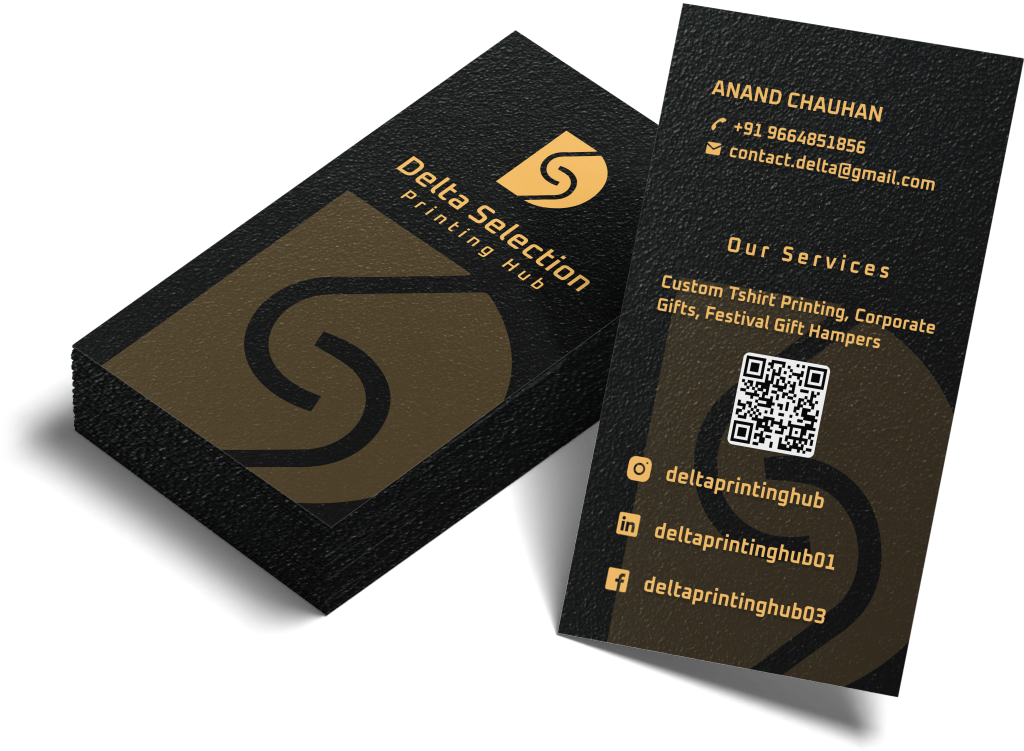 Delta Selection
Printing Hub
ANAND CHAUHAN
+91 9664851856
contact.delta@gmail.com
Our Services
Custom Tshirt Printing, Corporate
Gifts, Festival Gift Hampers
deltaprintinghub
in
deltaprintinghub01
f
deltaprintinghub03